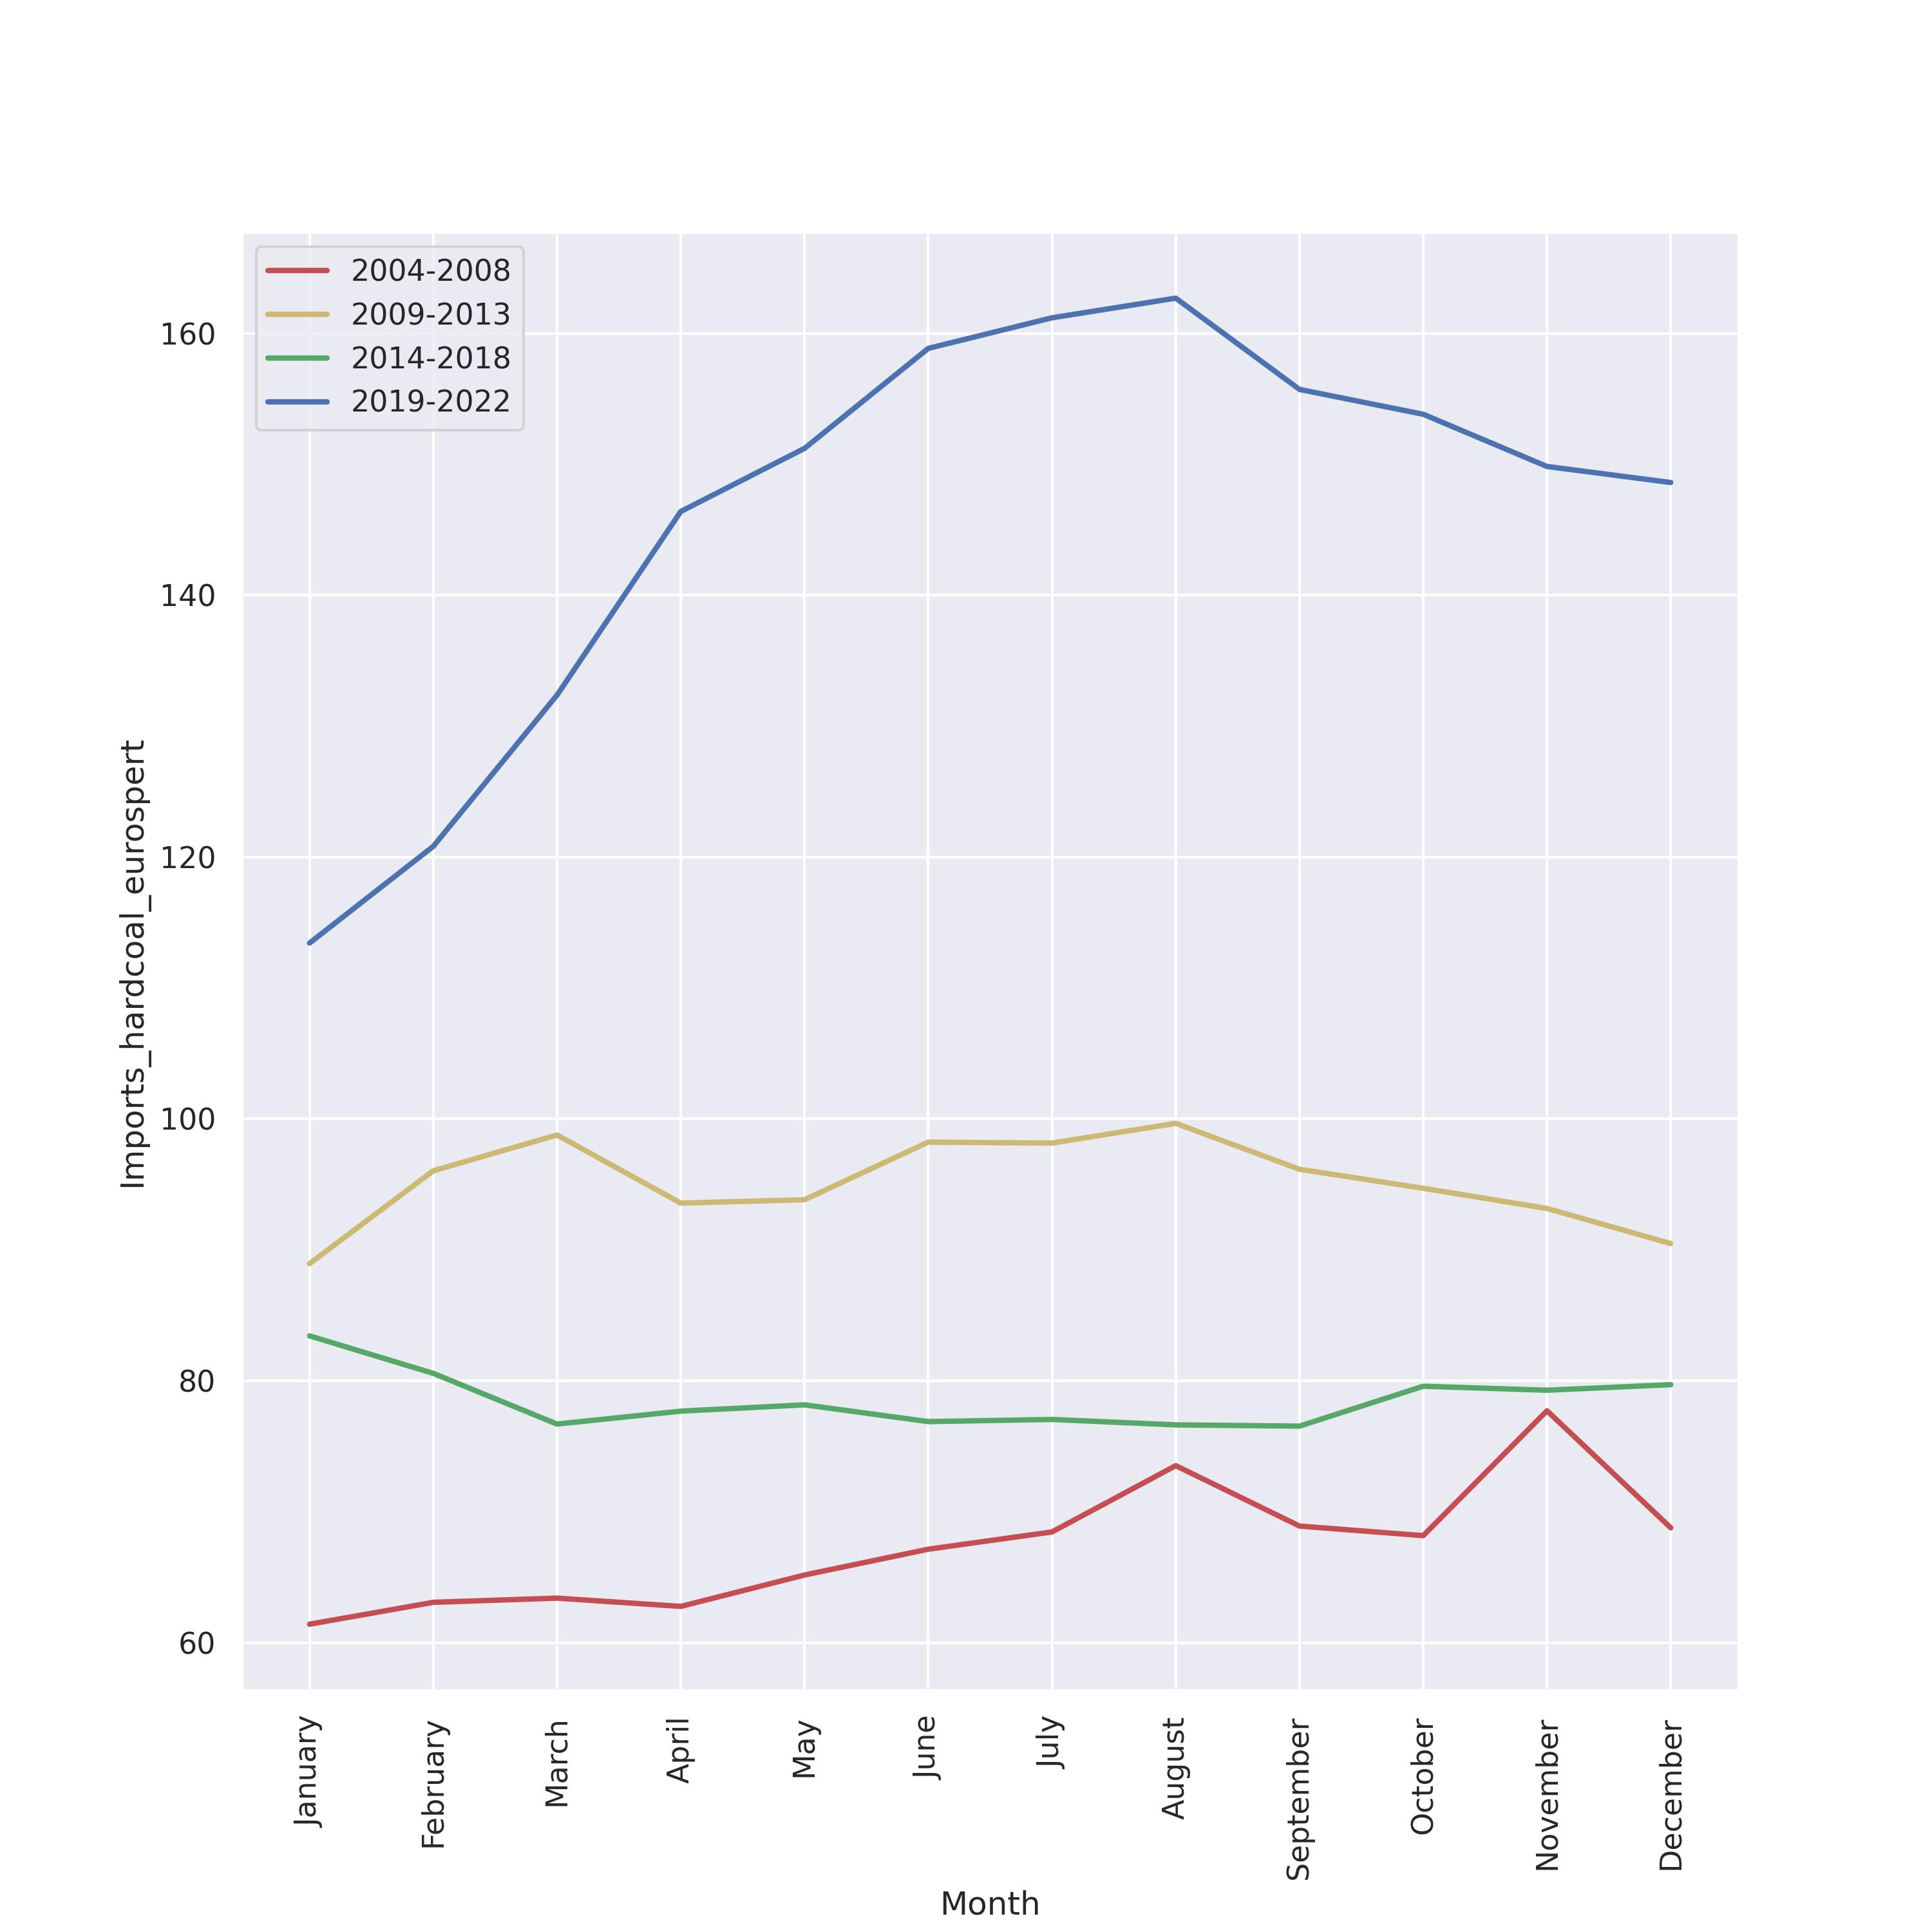 2004-2008
2009-2013
2014-2018
2019-2022
160
140
120
100
80
60
Imports_hardcoal_eurospert
January
February
March
April
May
June
July
August
September
October
November
December
Month